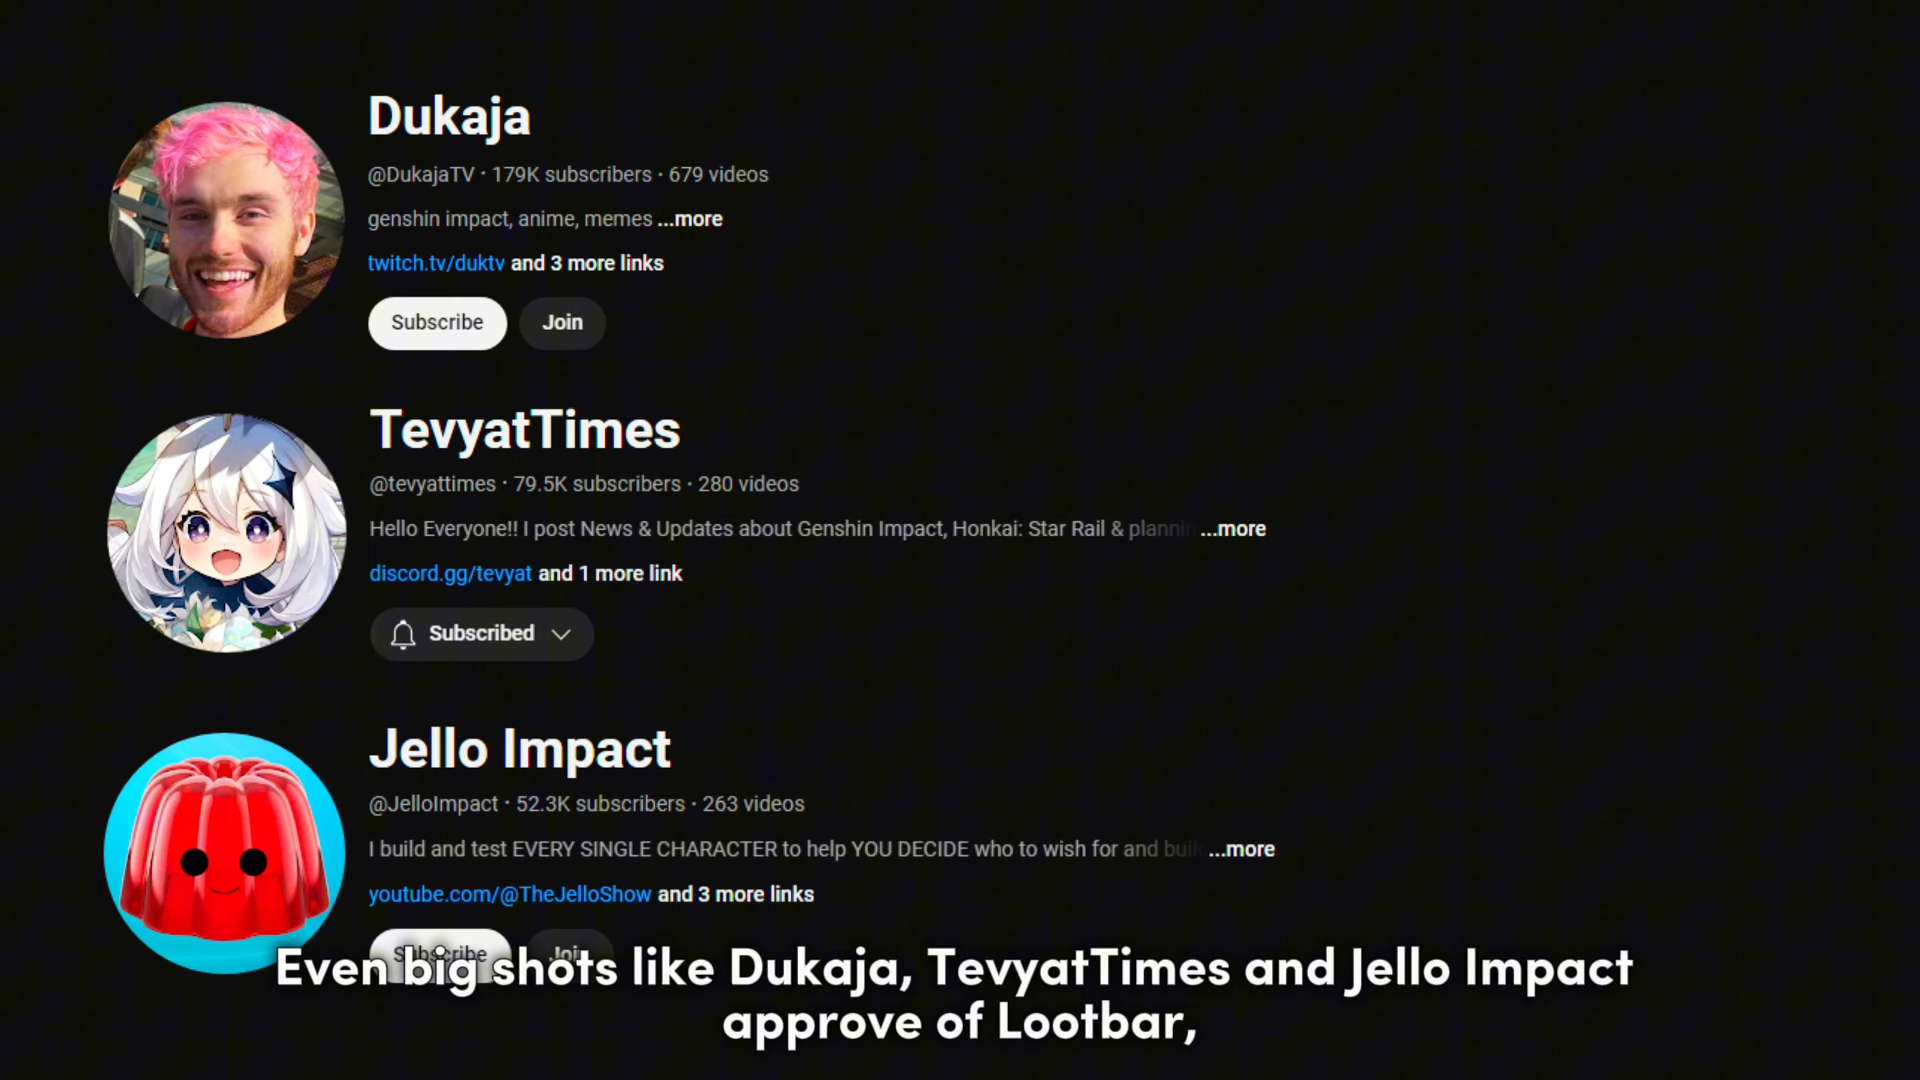 Dukaja
@DukajaTV · 179K subscribers · 679 videos
genshin impact, anime, memes ...more
twitch.tv/duktv and 3 more links
Subscribe Join
TevyatTimes
@tevyattimes · 79.5K subscribers · 280 videos
Hello Everyone!! I post News & Updates about Genshin Impact, Honkai: Star Rail & plannin ...more
discord.gg/tevyat and 1 more link
Subscribed
Jello Impact
@JelloImpact · 52.3K subscribers · 263 videos
I build and test EVERY SINGLE CHARACTER to help YOU DECIDE who to wish for and buil ...more
youtube.com/@TheJelloShow and 3 more links
Subscribe Join
Even big shots like Dukaja, TevyatTimes and Jello Impact
approve of Lootbar,